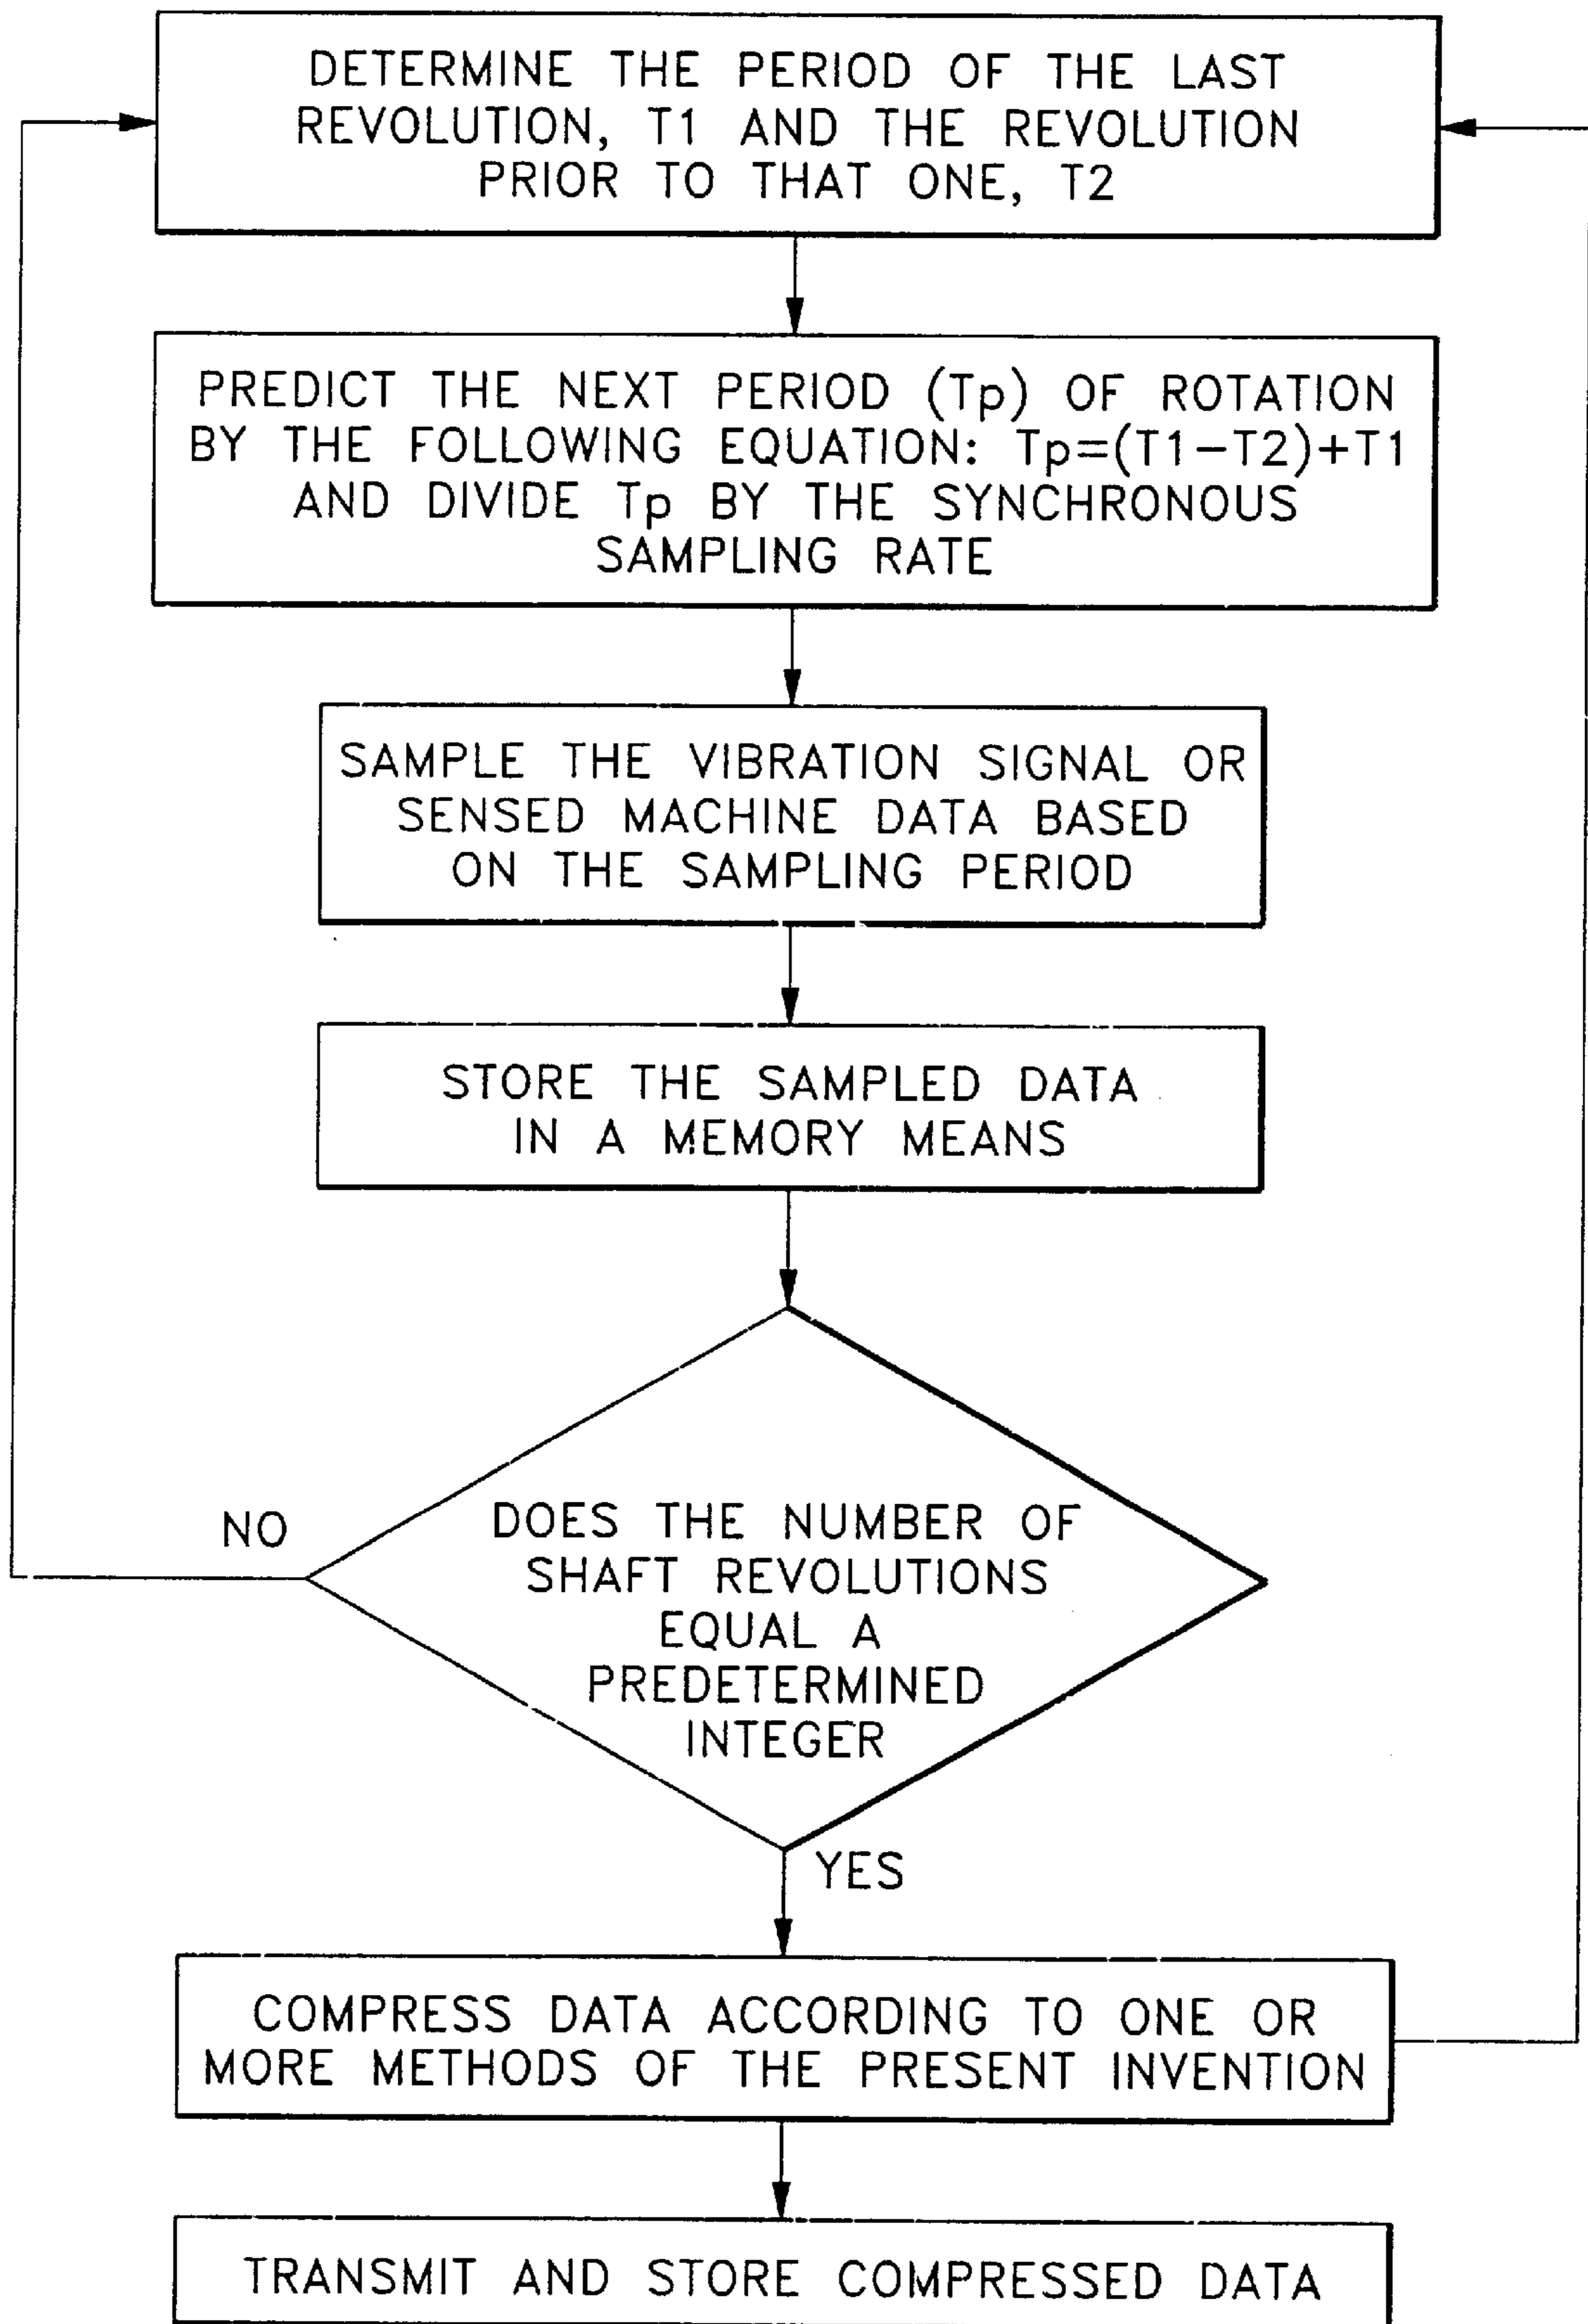 DETERMINE THE PERIOD OF THE LAST
REVOLUTION, T1 AND THE REVOLUTION
PRIOR TO THAT ONE, T2
PREDICT THE NEXT PERIOD (Tp) OF ROTATION
BY THE FOLLOWING EQUATION: Tp=(T1-T2)+T1
AND DIVIDE Tp BY THE SYNCHRONOUS
SAMPLING RATE
SAMPLE THE VIBRATION SIGNAL OR
SENSED MACHINE DATA BASED
ON THE SAMPLING PERIOD
STORE THE SAMPLED DATA
IN A MEMORY MEANS
NO
DOES THE NUMBER OF
SHAFT REVOLUTIONS
EQUAL A
PREDETERMINED
INTEGER
YES
COMPRESS DATA ACCORDING TO ONE OR
MORE METHODS OF THE PRESENT INVENTION
TRANSMIT AND STORE COMPRESSED DATA